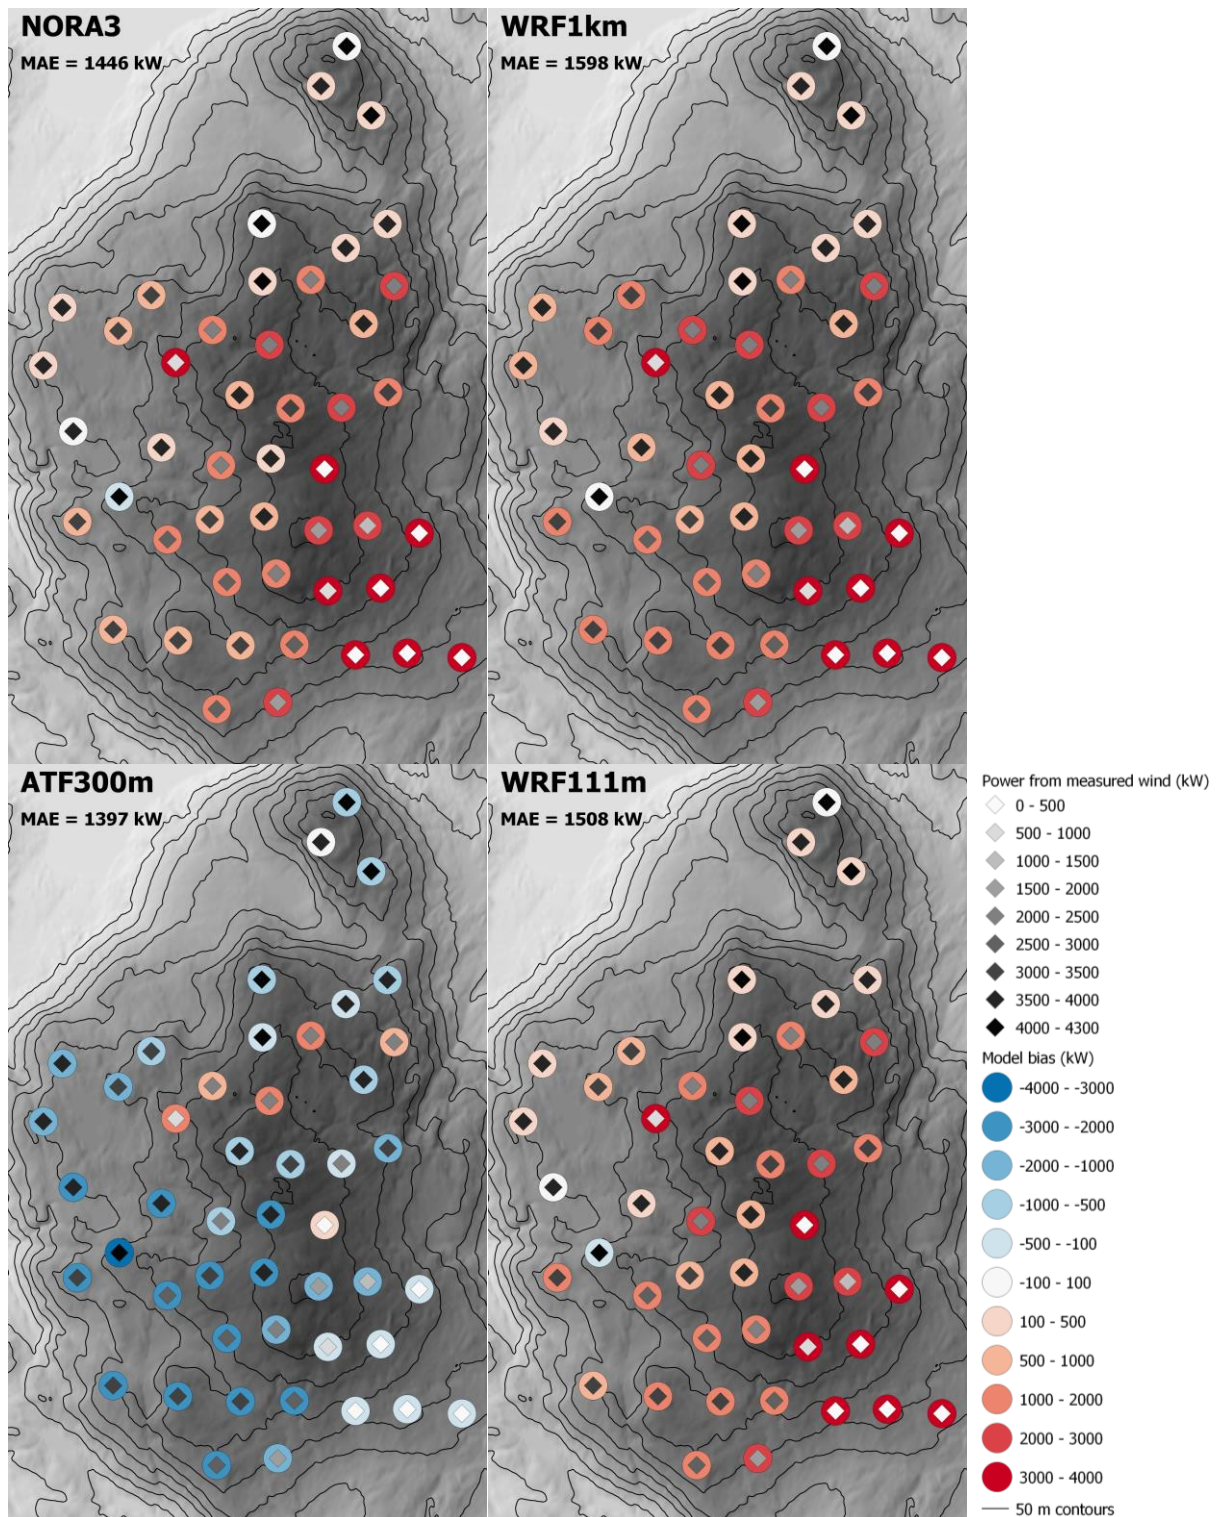 NORA3
MAE = 1446 kW
WRF1km
MAE = 1598 kW
ATF300m
MAE = 1397 kW
WRF111m
MAE = 1508 kW
Power from measured wind (kW)
0 - 500
500 - 1000
1000 - 1500
1500 - 2000
2000 - 2500
2500 - 3000
3000 - 3500
3500 - 4000
4000 - 4300
Model bias (kW)
-4000 - -3000
-3000 - -2000
-2000 - -1000
-1000 - -500
-500 - -100
-100 - 100
100 - 500
500 - 1000
1000 - 2000
2000 - 3000
3000 - 4000
50 m contours